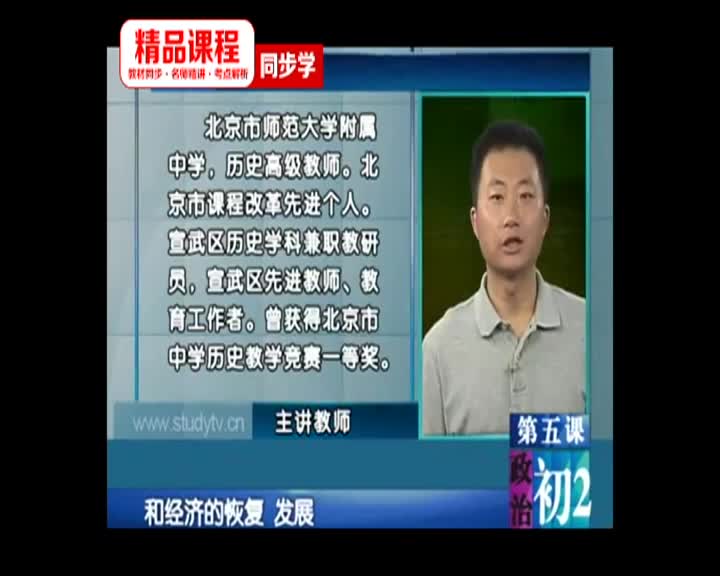 精品课程
教材同步·名师精讲·考点解析
同步学
北京市师范大学附属
中学，历史高级教师。北
京市课程改革先进个人。
宣武区历史学科兼职教研
员，宣武区先进教师、教
育工作者。曾获得北京市
中学历史教学竞赛一等奖。
www.studytv.cn
主讲教师
第五课
政治
初2
和经济的恢复 发展